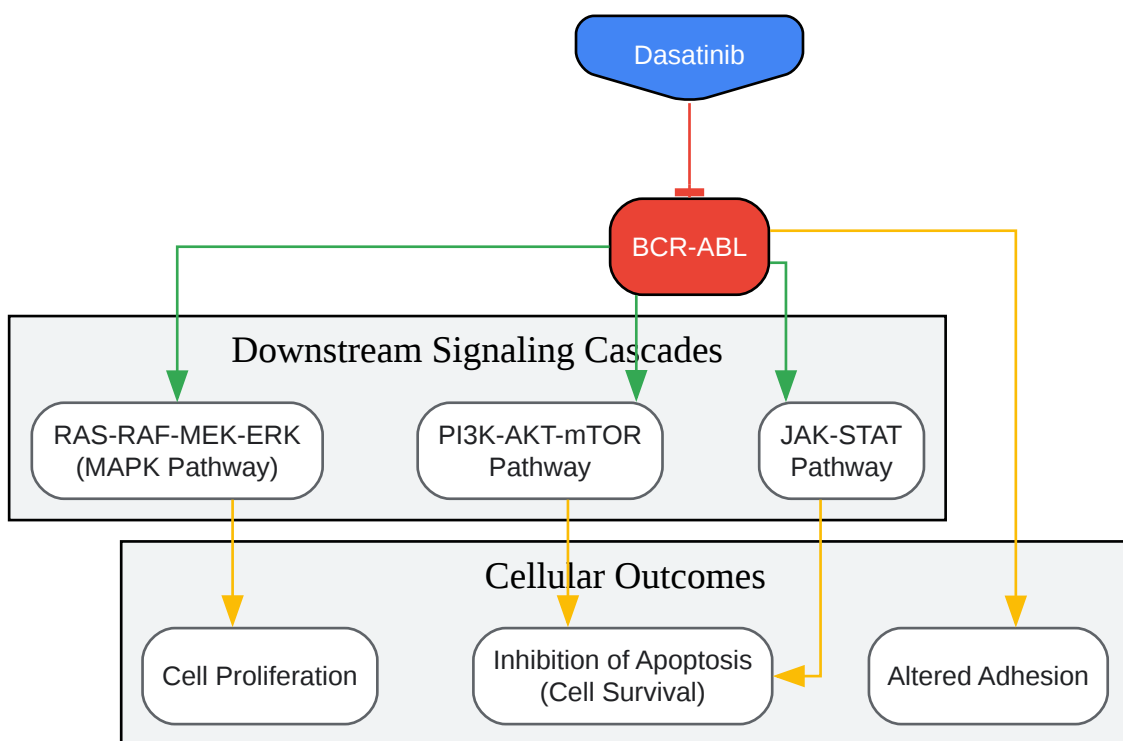 Dasatinib
BCR-ABL
Downstream Signaling Cascades
RAS-RAF-MEK-ERK
(MAPK Pathway)
PI3K-AKT-mTOR
Pathway
JAK-STAT
Pathway
Cellular Outcomes
Cell Proliferation
Inhibition of Apoptosis
(Cell Survival)
Altered Adhesion